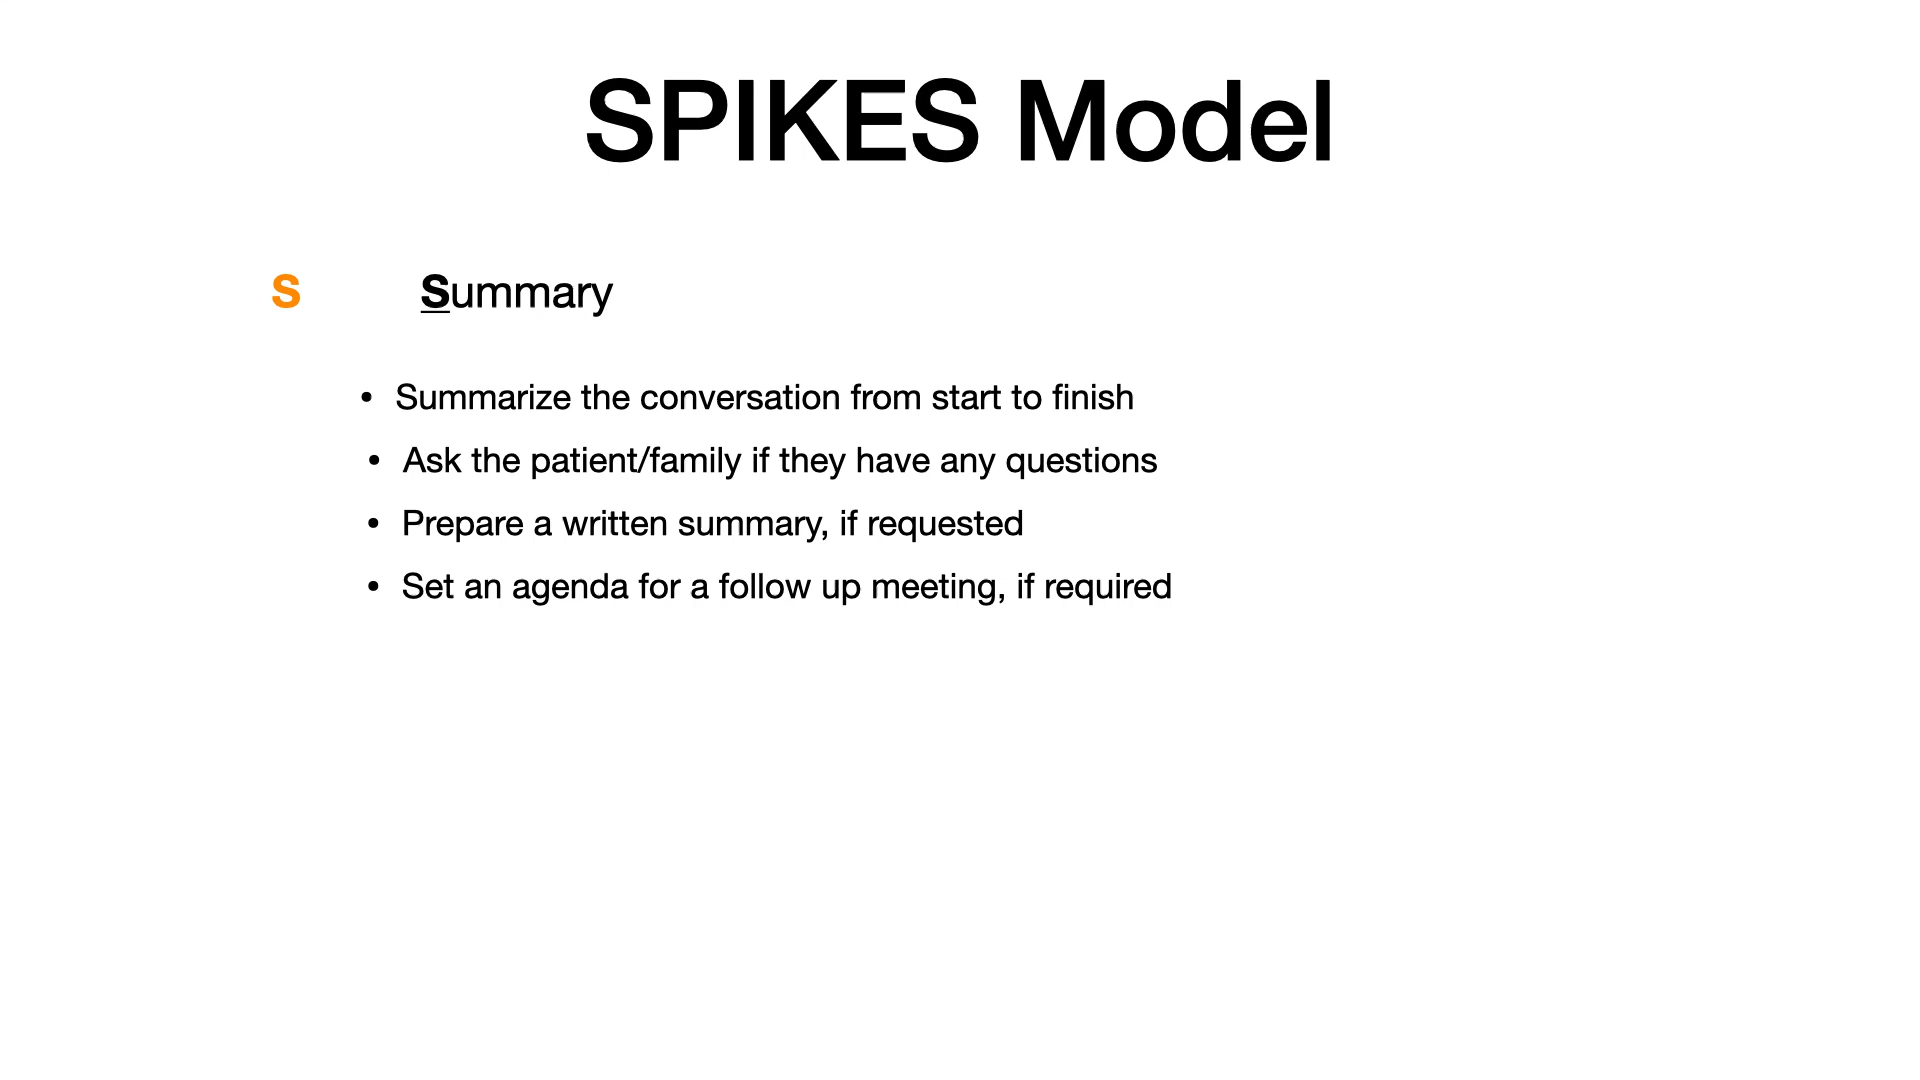 SPIKES Model
S Summary
• Summarize the conversation from start to finish
• Ask the patient/family if they have any questions
• Prepare a written summary, if requested
• Set an agenda for a follow up meeting, if required